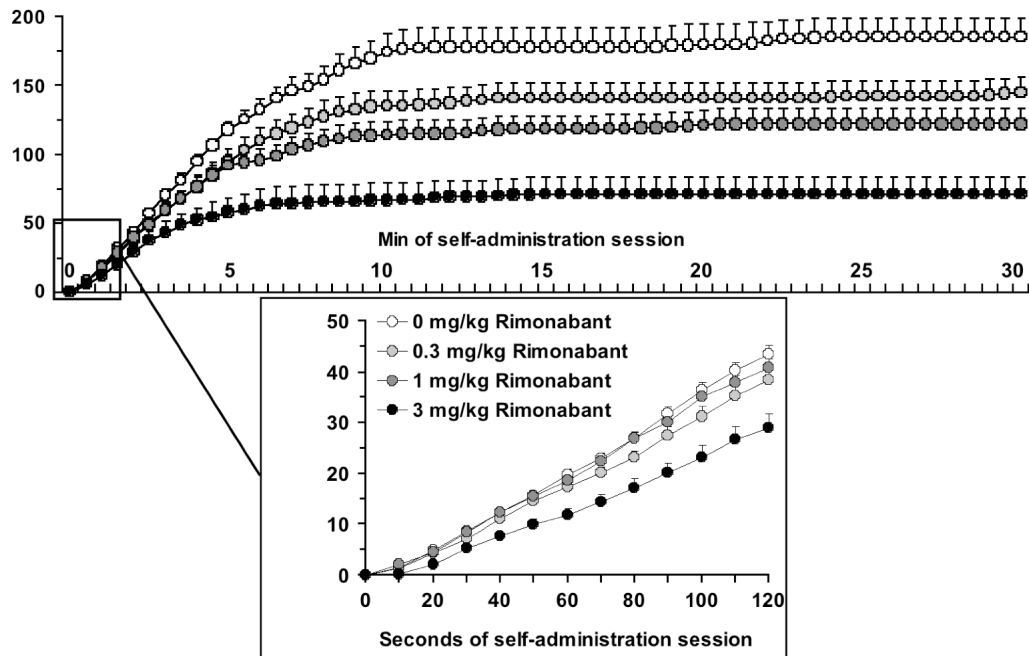 200
150
100
50
Min of self-administration session
0 5 10 15 20 25 30
0
50
0 mg/kg Rimonabant
40
0.3 mg/kg Rimonabant
1 mg/kg Rimonabant
30
3 mg/kg Rimonabant
20
10
0
0 20 40 60 80 100 120
Seconds of self-administration session